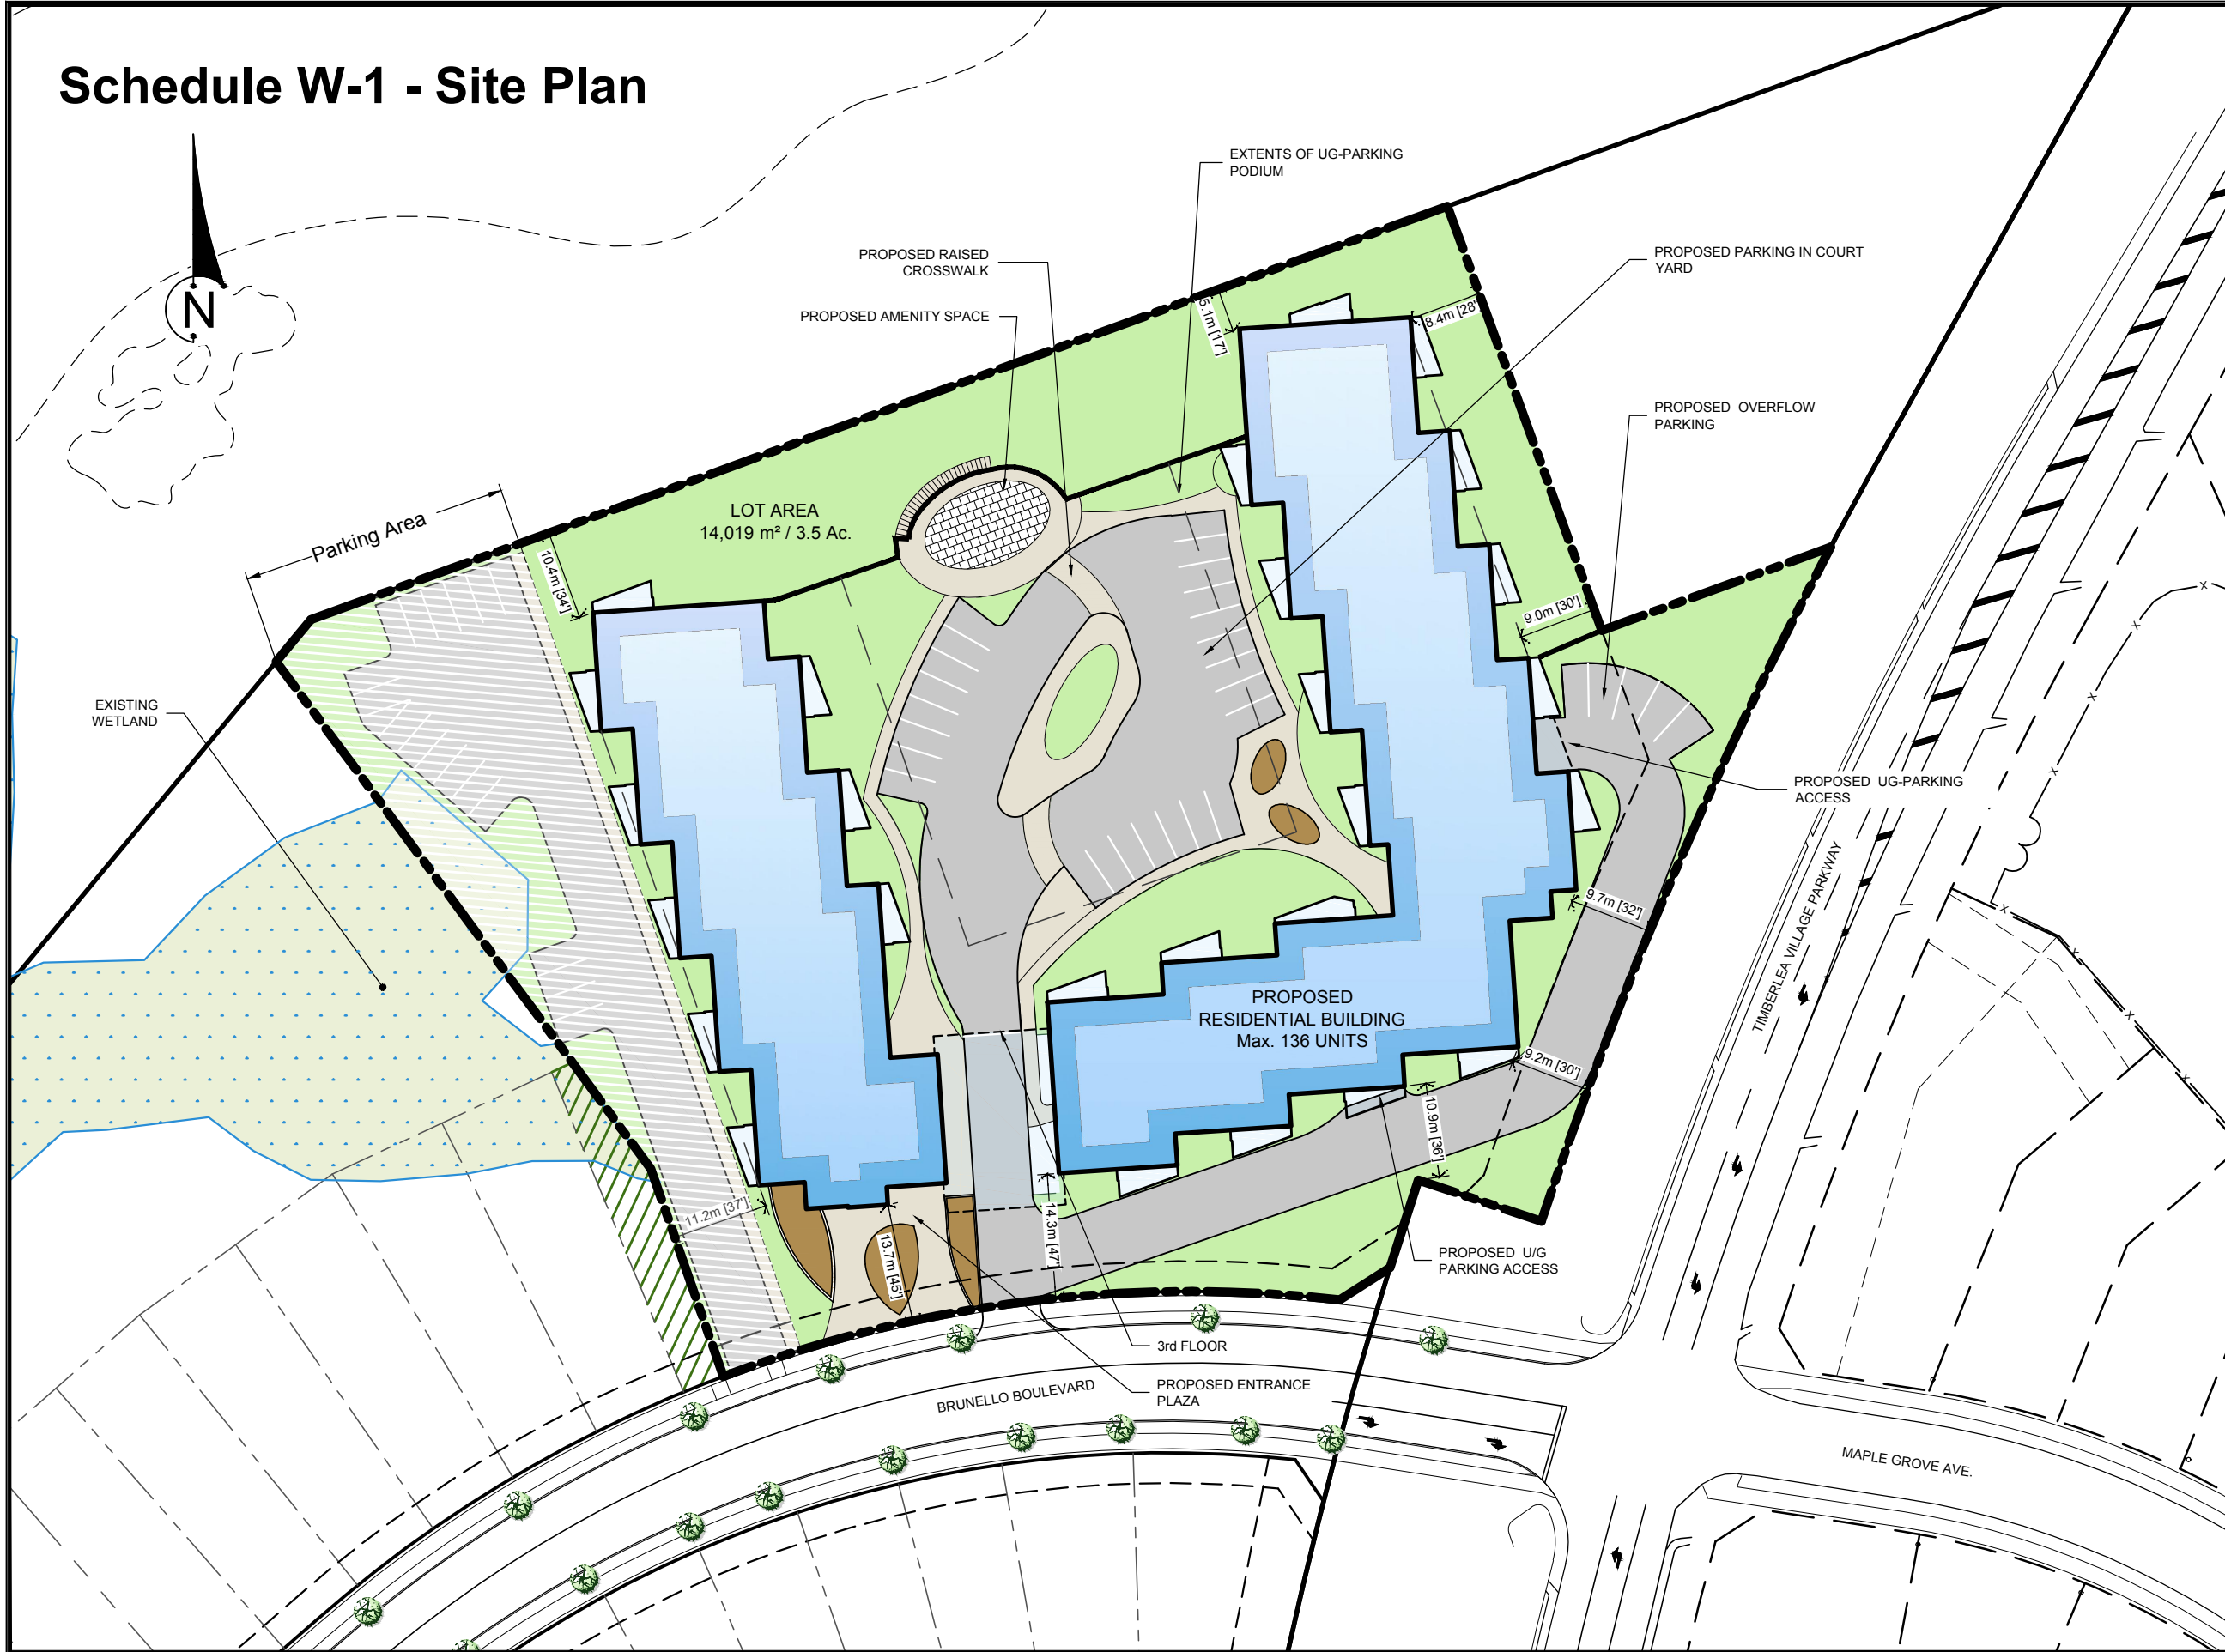 Schedule W-1 - Site Plan
N
EXTENTS OF UG-PARKING
PODIUM
PROPOSED RAISED
CROSSWALK
PROPOSED PARKING IN COURT
YARD
PROPOSED AMENITY SPACE
5.1m [17']
8.4m [28'
PROPOSED OVERFLOW
PARKING
LOT AREA
14,019 m² / 3.5 Ac.
Parking Area
10.4m [34']
9.0m [30']
EXISTING
WETLAND
PROPOSED UG-PARKING
ACCESS
TIMBERLEA VILLAGE PARKWAY
9.7m [32']
PROPOSED
RESIDENTIAL BUILDING
Max. 136 UNITS
9.2m [30']
10.9m [36']
11.2m [37']
14.3m [47'
13.7m [45']
PROPOSED U/G
PARKING ACCESS
3rd FLOOR
PROPOSED ENTRANCE
PLAZA
BRUNELLO BOULEVARD
MAPLE GROVE AVE.